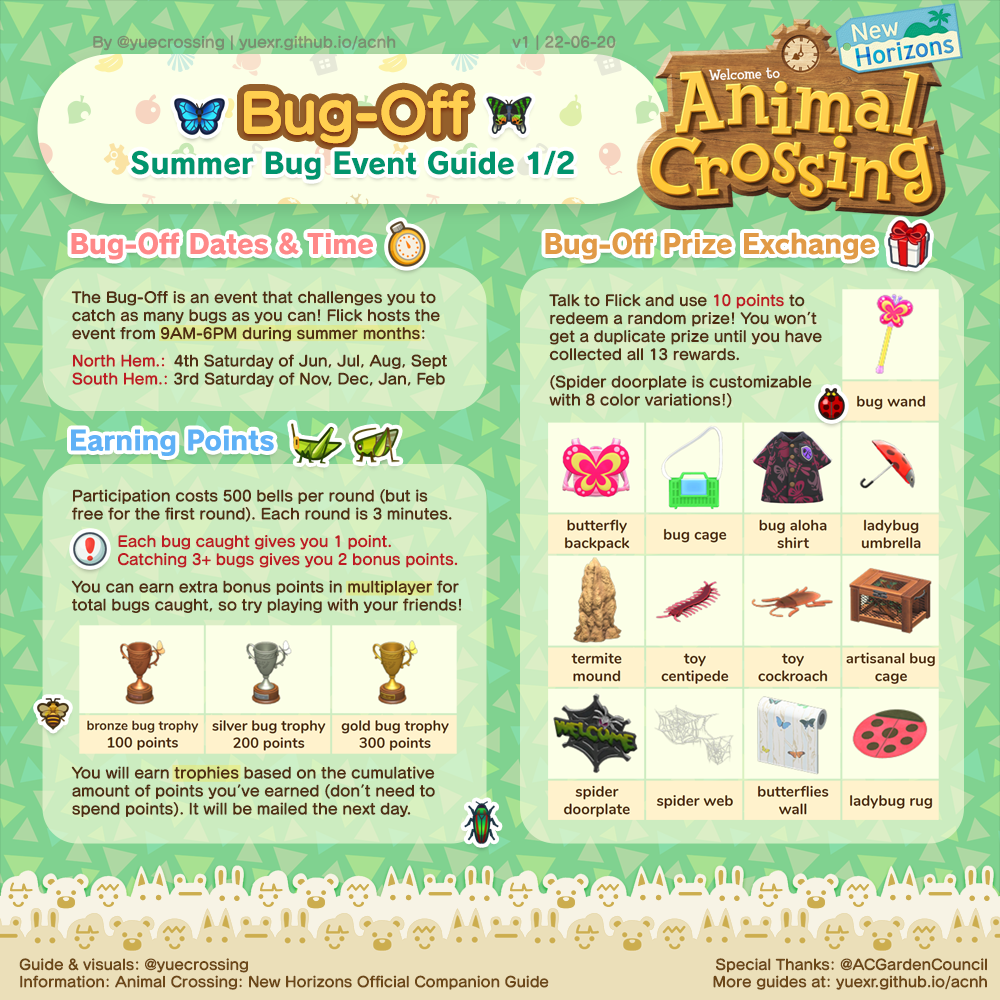 By @yuecrossing | yuexr.github.io/acnh
v1 | 22-06-20
Welcome to
Animal
Crossing
New
Horizons
Bug-Off
Summer Bug Event Guide 1/2
Bug-Off Dates & Time
The Bug-Off is an event that challenges you to
catch as many bugs as you can! Flick hosts the
event from 9AM-6PM during summer months:
North Hem.: 4th Saturday of Jun, Jul, Aug, Sept
South Hem.: 3rd Saturday of Nov, Dec, Jan, Feb
Earning Points
Participation costs 500 bells per round (but is
free for the first round). Each round is 3 minutes.
Each bug caught gives you 1 point.
Catching 3+ bugs gives you 2 bonus points.
You can earn extra bonus points in multiplayer for
total bugs caught, so try playing with your friends!
bronze bug trophy
100 points
silver bug trophy
200 points
gold bug trophy
300 points
You will earn trophies based on the cumulative
amount of points you've earned (don't need to
spend points). It will be mailed the next day.
Bug-Off Prize Exchange
Talk to Flick and use 10 points to
redeem a random prize! You won't
get a duplicate prize until you have
collected all 13 rewards.
(Spider doorplate is customizable
with 8 color variations!)
bug wand
butterfly
backpack
bug cage
bug aloha
shirt
ladybug
umbrella
termite
mound
toy
centipede
toy
cockroach
artisanal bug
cage
WELCOME
spider
doorplate
spider web
butterflies
wall
ladybug rug
Guide & visuals: @yuecrossing
Information: Animal Crossing: New Horizons Official Companion Guide
Special Thanks: @ACGardenCouncil
More guides at: yuexr.github.io/acnh